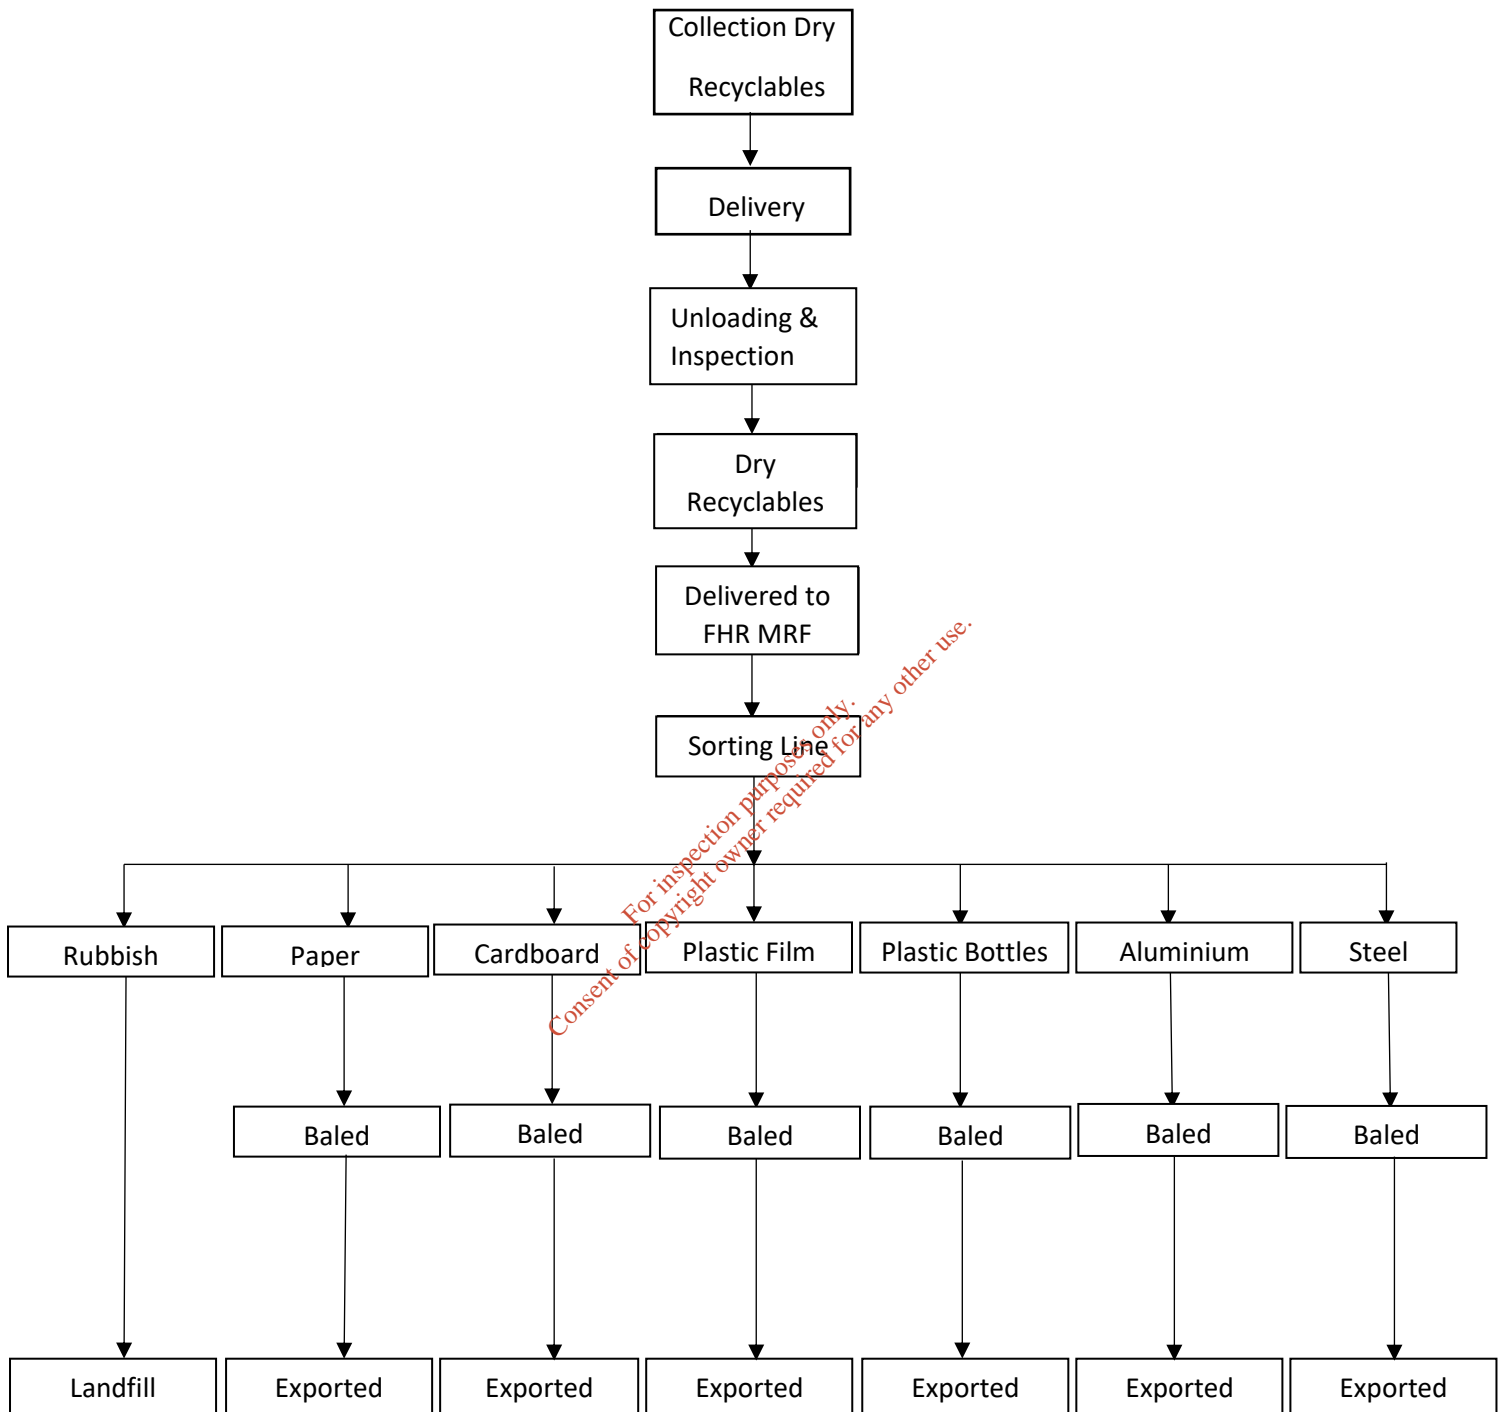 Collection Dry
Recyclables
Delivery
Unloading &
Inspection
Dry
Recyclables
Delivered to
FHR MRF
Sorting Line
For inspection purposes only.
Consent of copyright owner required for any other use.
Rubbish
Paper
Cardboard
Plastic Film
Plastic Bottles
Aluminium
Steel
Baled
Baled
Baled
Baled
Baled
Baled
Landfill
Exported
Exported
Exported
Exported
Exported
Exported